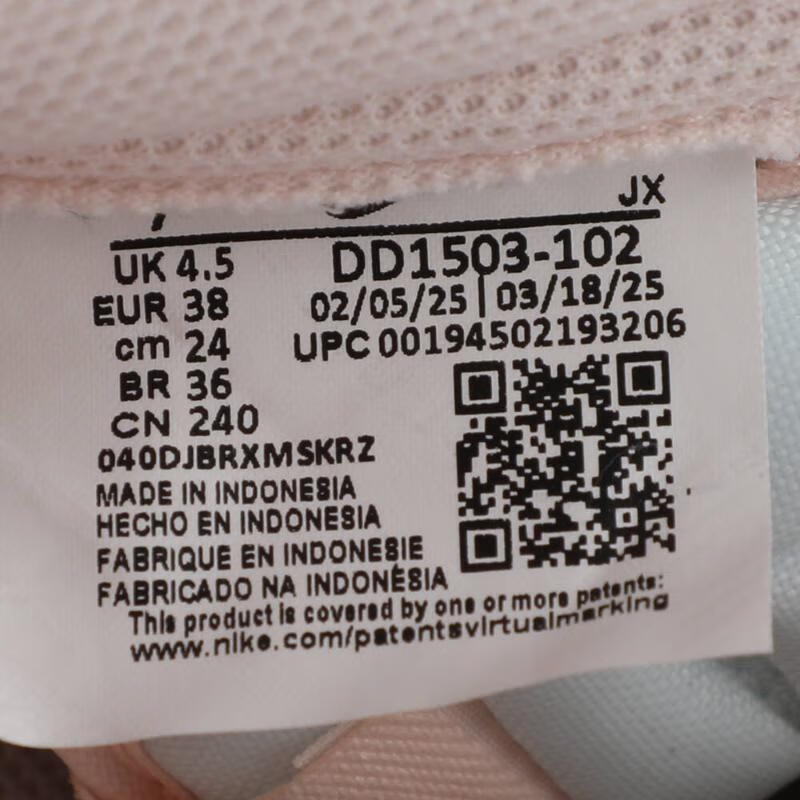 JX
UK 4.5 DD1503-102
EUR 38 02/05/25 | 03/18/25
cm 24 UPC 00194502193206
BR 36
CN 240
040DJBRXMSKRZ
MADE IN INDONESIA
HECHO EN INDONESIA
FABRIQUE EN INDONESIE
FABRICADO NA INDONÉSIA
This product is covered by one or more patents:
www.nike.com/patentsvirtualmarking